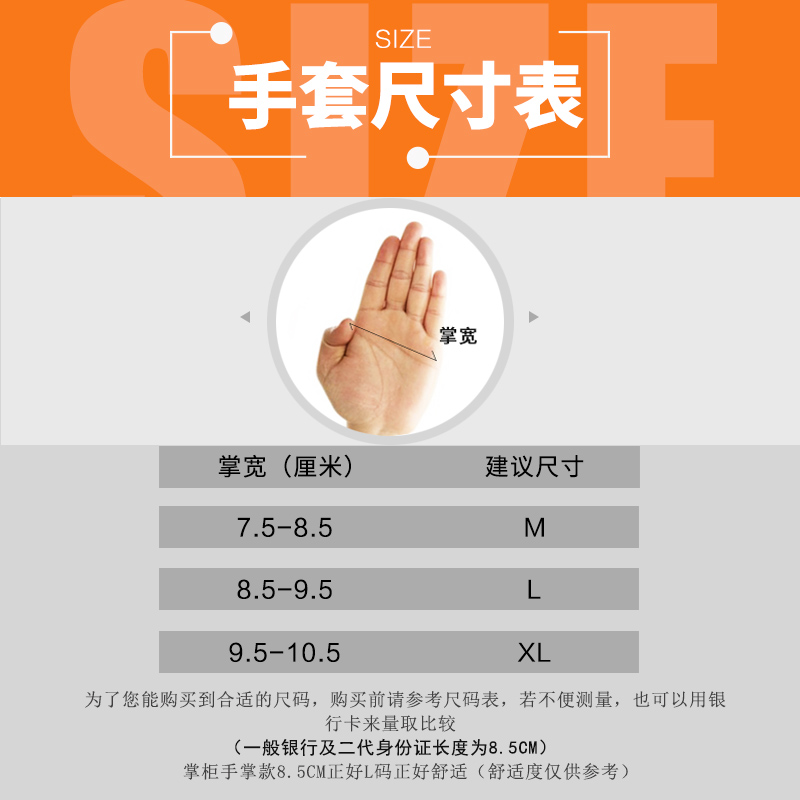 SIZE
手套尺寸表
掌宽
掌宽（厘米） 建议尺寸
7.5-8.5 M
8.5-9.5 L
9.5-10.5 XL
为了您能购买到合适的尺码，购买前请参考尺码表，若不便测量，也可以用银
行卡来量取比较
（一般银行及二代身份证长度为8.5CM）
掌柜手掌款8.5CM正好L码正好舒适（舒适度仅供参考）